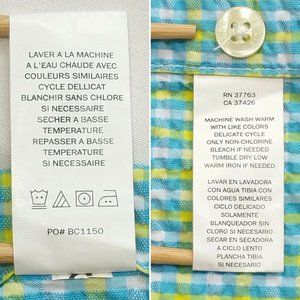 LAVER A LA MACHINE
A L'EAU CHAUDE AVEC
COULEURS SIMILAIRES
CYCLE DELLICAT
BLANCHIR SANS CHLORE
SI NECESSAIRE
SECHER A BASSE
TEMPERATURE
REPASSER A BASSE
TEMPERATURE
SI NECESSAIRE
PO# BC1150
RN 37763
CA 37426
MACHINE WASH WARM
WITH LIKE COLORS
DELICATE CYCLE
ONLY NON-CLORINE
BLEACH IF NEEDED
TUMBLE DRY LOW
WARM IRON IF NEEDED
LAVAR EN LAVADORA
CON AGUA TIBIA CON
COLORES SIMILARES
CICLO DELICADO
SOLAMENTE
BLANQUEADOR SIN
CLORO SI NECESARIO
SECAR EN SECADORA
A CICLO LENTO
PLANCHA TIBIA
SI NECESARIO